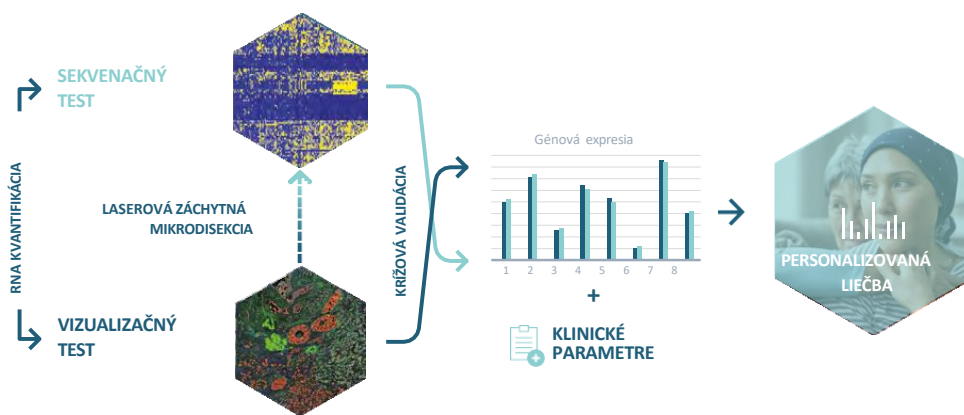 RNA KVANTIFIKÁCIA
SEKVENAČNÝ
TEST
LASEROVÁ ZÁCHYTNÁ
MIKRODISEKCIA
VIZUALIZAČNÝ
TEST
KRÍŽOVÁ VALIDÁCIA
Génová expresia
1 2 3 4 5 6 7 8
+
KLINICKÉ
PARAMETRE
PERSONALIZOVANÁ
LIEČBA